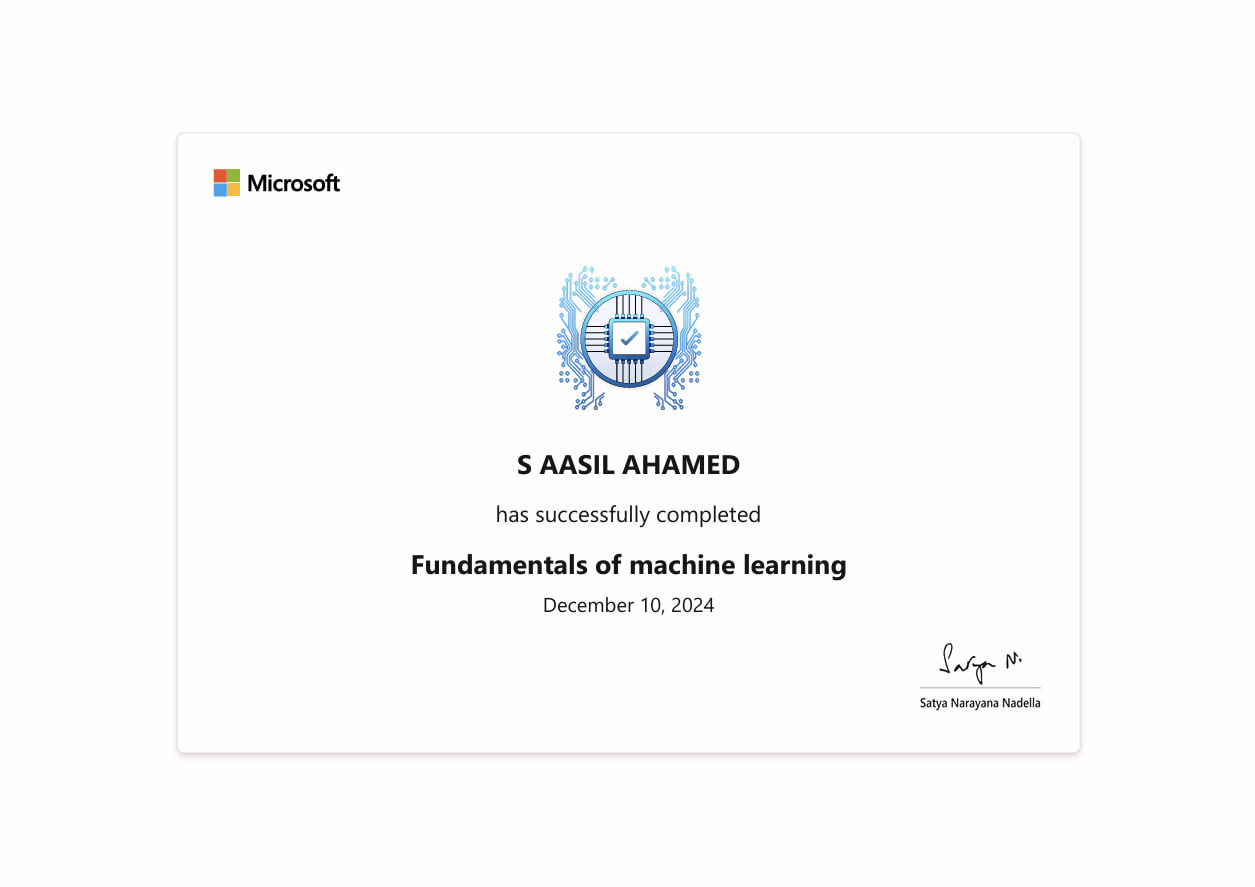 Microsoft
S AASIL AHAMED
has successfully completed
Fundamentals of machine learning
December 10, 2024
Satya N.
Satya Narayana Nadella